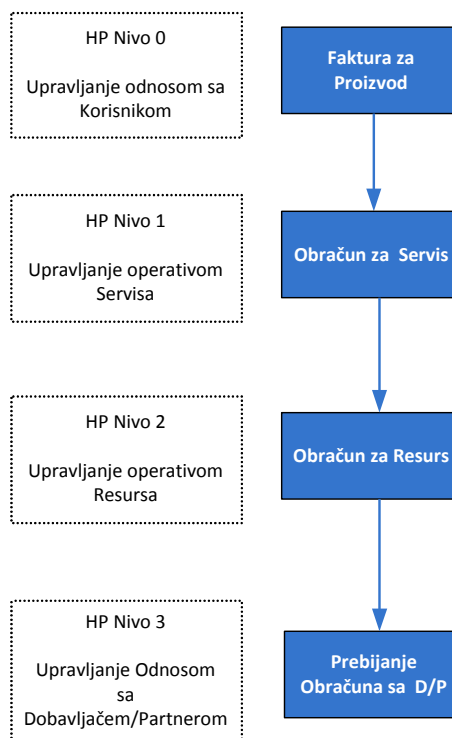 HP Nivo 0
Upravljanje odnosom sa
Korisnikom
Faktura za
Proizvod
HP Nivo 1
Upravljanje operativom
Servisa
Obračun za  Servis
HP Nivo 2
Upravljanje operativom
Resursa
Obračun za Resurs
HP Nivo 3
Upravljanje Odnosom
sa
Dobavljačem/Partnerom
Prebijanje
Obračuna sa  D/P